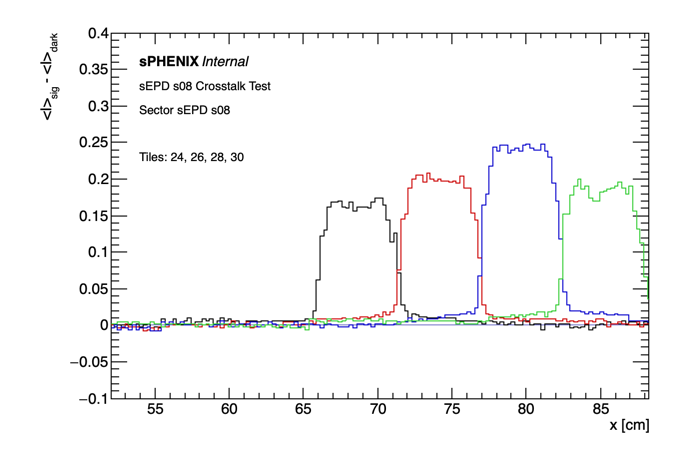 0.4
<I>sig - <I>dark
0.35
sPHENIX Internal
sEPD s08 Crosstalk Test
0.3
Sector sEPD s08
0.25
Tiles: 24, 26, 28, 30
0.2
0.15
0.1
0.05
0
−0.05
−0.1
55 60 65 70 75 80 85
x [cm]